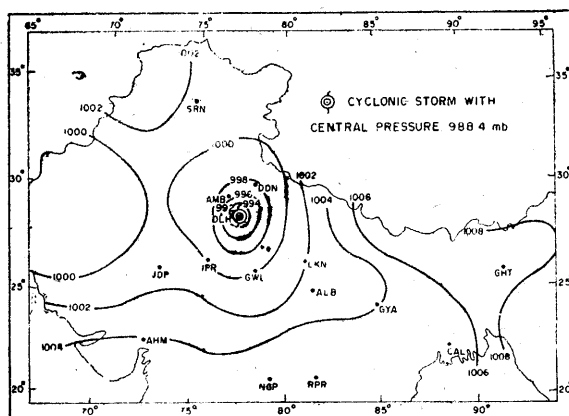 65° 70° 75° 80° 85° 90° 95°
1002
35° 35°
1002
SRN
CYCLONIC STORM WITH
CENTRAL PRESSURE 988.4 mb
1000
1000
30° 30°
998
DDN
1002
1006
AMB
996
1004
992
994
DLH
1008
1000
JDP
JPR
GWL
LKN
GHT
25° 25°
1002
ALB
GYA
1004
AHM
CAL
1006
1008
20° 20°
NGP
RPR
70° 75° 80° 85° 90°